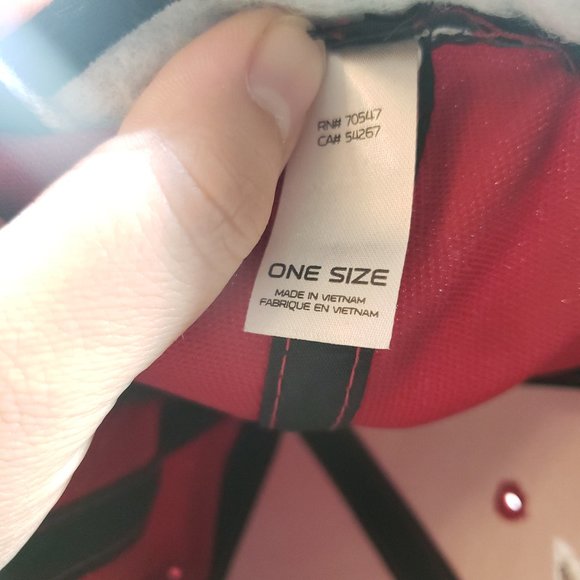 RN# 70547
CA# 54267
ONE SIZE
MADE IN VIETNAM
FABRIQUE EN VIETNAM